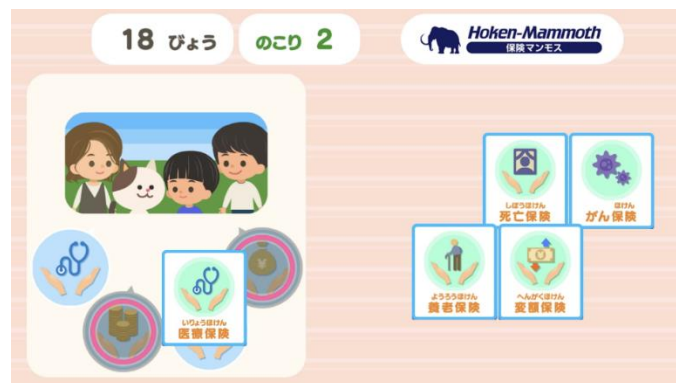 18 びょう
のこり 2
Hoken-Mammoth
保険マンモス
しぼうほけん
死亡保険
ほけん
がん保険
いりょうほけん
医療保険
ようろうほけん
養老保険
へんがくほけん
変額保険